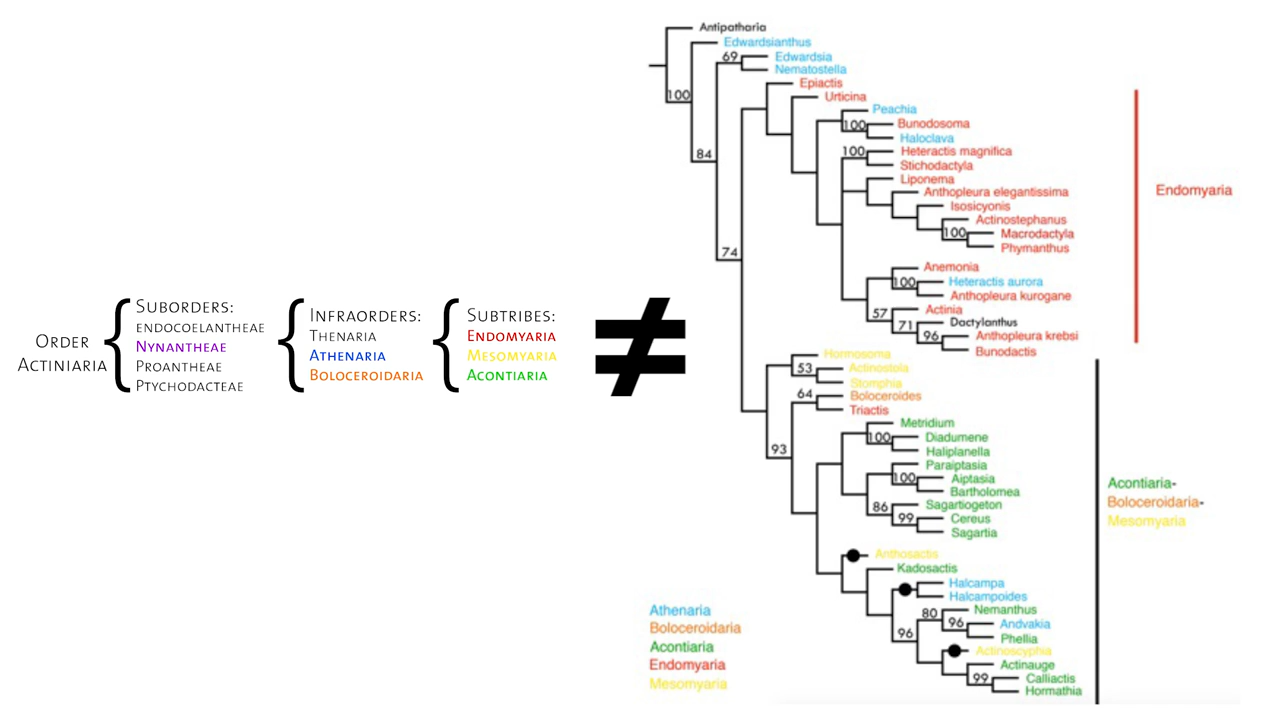 ORDER
ACTINIARIA
SUBORDERS:
ENDOCOELANTHEAE
NYNANTHEAE
PROANTHEAE
PTYCHODACTEAE
INFRAORDERS:
THENARIA
ATHENARIA
BOLOCEROIDARIA
SUBTRIBES:
ENDOMYARIA
MESOMYARIA
ACONTIARIA
≠
Antipatharia
Edwardsianthus
69
Edwardsia
Nematostella
Epiactis
100
Urticina
Peachia
100
Bunodosoma
Haloclava
84
100
Heteractis magnifica
Stichodactyla
Liponema
Anthopleura elegantissima
Isosicyonis
Actinostephanus
100
Macrodactyla
Phymanthus
74
Anemonia
100
Heteractis aurora
Anthopleura kurogane
57
Actinia
71
Dactylanthus
96
Anthopleura krebsi
Bunodactis
Endomyaria
Hormosoma
53
Actinostola
Stomphia
64
Boloceroides
Triactis
93
Metridium
100
Diadumene
Haliplanella
Paraiptasia
100
Aiptasia
Bartholomea
86
Sagartiogeton
99
Cereus
Sagartia
Anthosactis
Kadosactis
Halcampa
Halcampoides
80
Nemanthus
96
96
Andvakia
Phellia
Actinoscyphia
Actinauge
99
Calliactis
Hormathia
Acontiaria-
Boloceroidaria-
Mesomyaria
Athenaria
Boloceroidaria
Acontiaria
Endomyaria
Mesomyaria